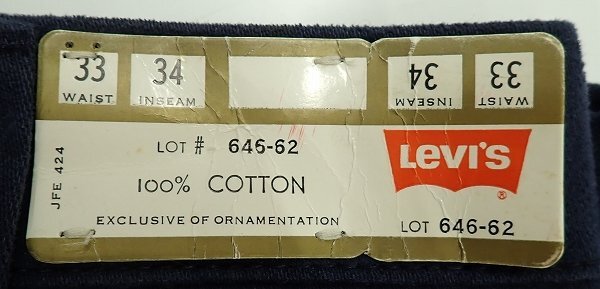 33 34 34 33
WAIST INSEAM INSEAM WAIST
LOT # 646-62
100% COTTON
EXCLUSIVE OF ORNAMENTATION
JFE 424
LEVI'S
®
LOT 646-62